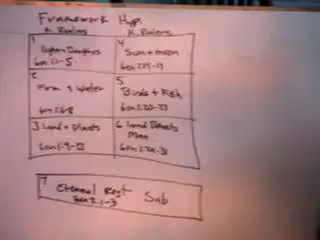 Framework Hyp.
K. Realms K. Rulers
1
Light + Darkness
Gen 1:1-5
4
Sun + moon
Gen 1:14-19
2
Firm. + Water
Gen 1:6-8
5
Birds + Fish
Gen 1:20-23
3 Land + Plants
Gen 1:9-13
6 Land Beasts
Man
Gen 1:24-31
7 Eternal Rest Sab
Gen 2:1-3